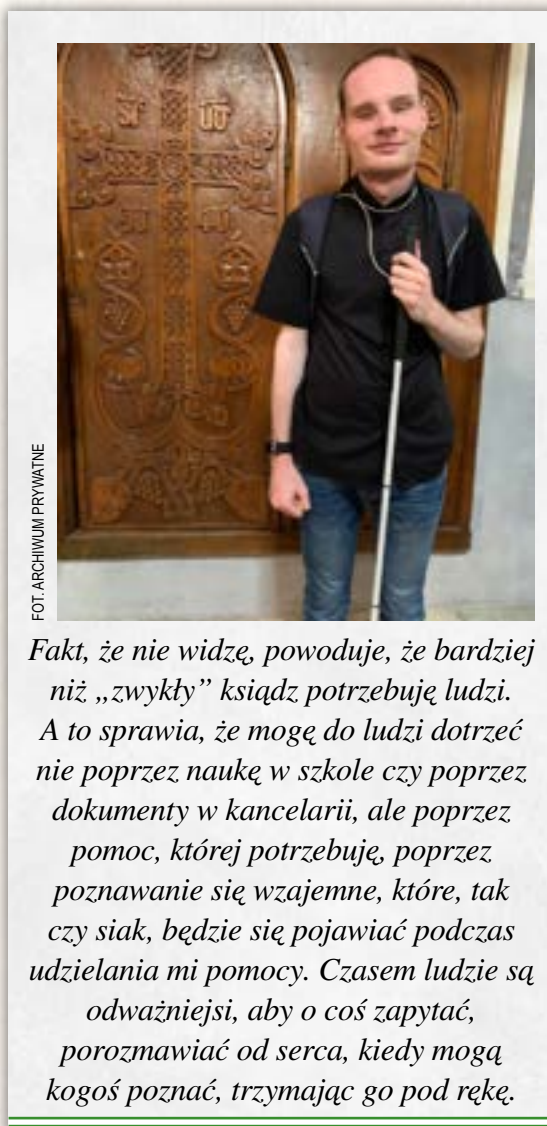 FOT. ARCHIWUM PRYWATNE
Fakt, że nie widzę, powoduje, że bardziej
niż „zwykły” ksiądz potrzebuję ludzi.
A to sprawia, że mogę do ludzi dotrzeć
nie poprzez naukę w szkole czy poprzez
dokumenty w kancelarii, ale poprzez
pomoc, której potrzebuję, poprzez
poznawanie się wzajemne, które, tak
czy siak, będzie się pojawiać podczas
udzielania mi pomocy. Czasem ludzie są
odważniejsi, aby o coś zapytać,
porozmawiać od serca, kiedy mogą
kogoś poznać, trzymając go pod rękę.